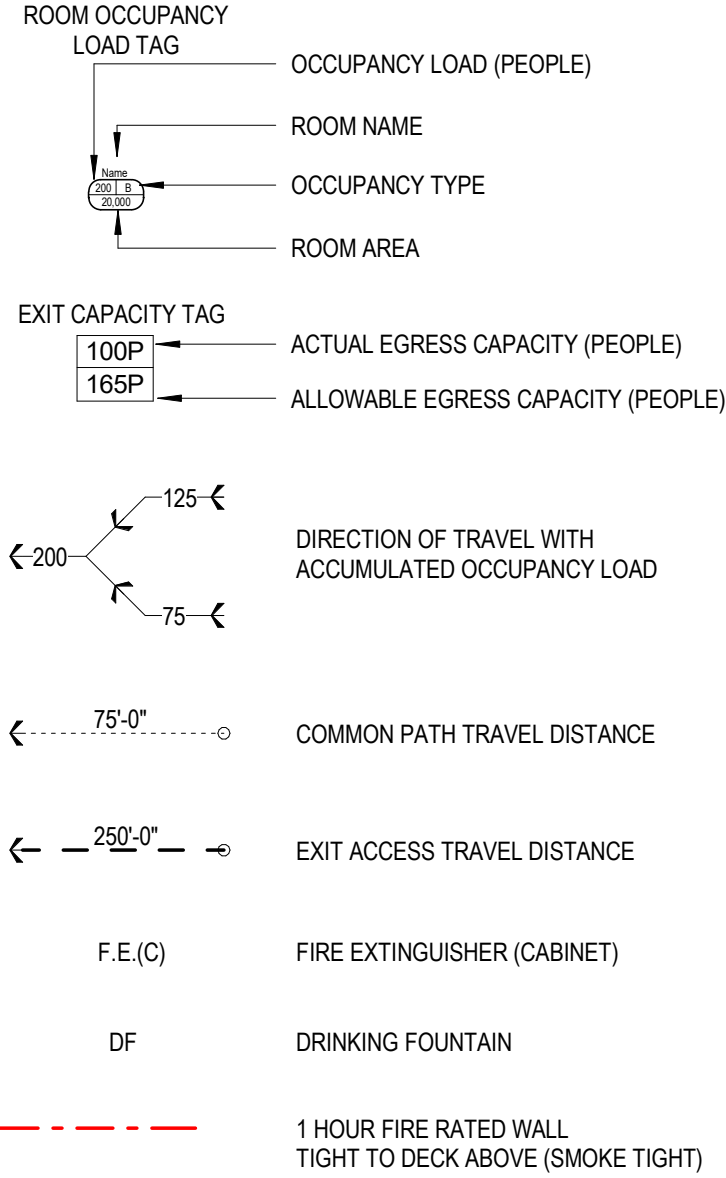 ROOM OCCUPANCY
LOAD TAG
OCCUPANCY LOAD (PEOPLE)
ROOM NAME
Name
200 B
OCCUPANCY TYPE
20,000
ROOM AREA
EXIT CAPACITY TAG
100P
ACTUAL EGRESS CAPACITY (PEOPLE)
165P
ALLOWABLE EGRESS CAPACITY (PEOPLE)
125
200
75
DIRECTION OF TRAVEL WITH
ACCUMULATED OCCUPANCY LOAD
75'-0"
COMMON PATH TRAVEL DISTANCE
250'-0"
EXIT ACCESS TRAVEL DISTANCE
F.E.(C)
FIRE EXTINGUISHER (CABINET)
DF
DRINKING FOUNTAIN
1 HOUR FIRE RATED WALL
TIGHT TO DECK ABOVE (SMOKE TIGHT)